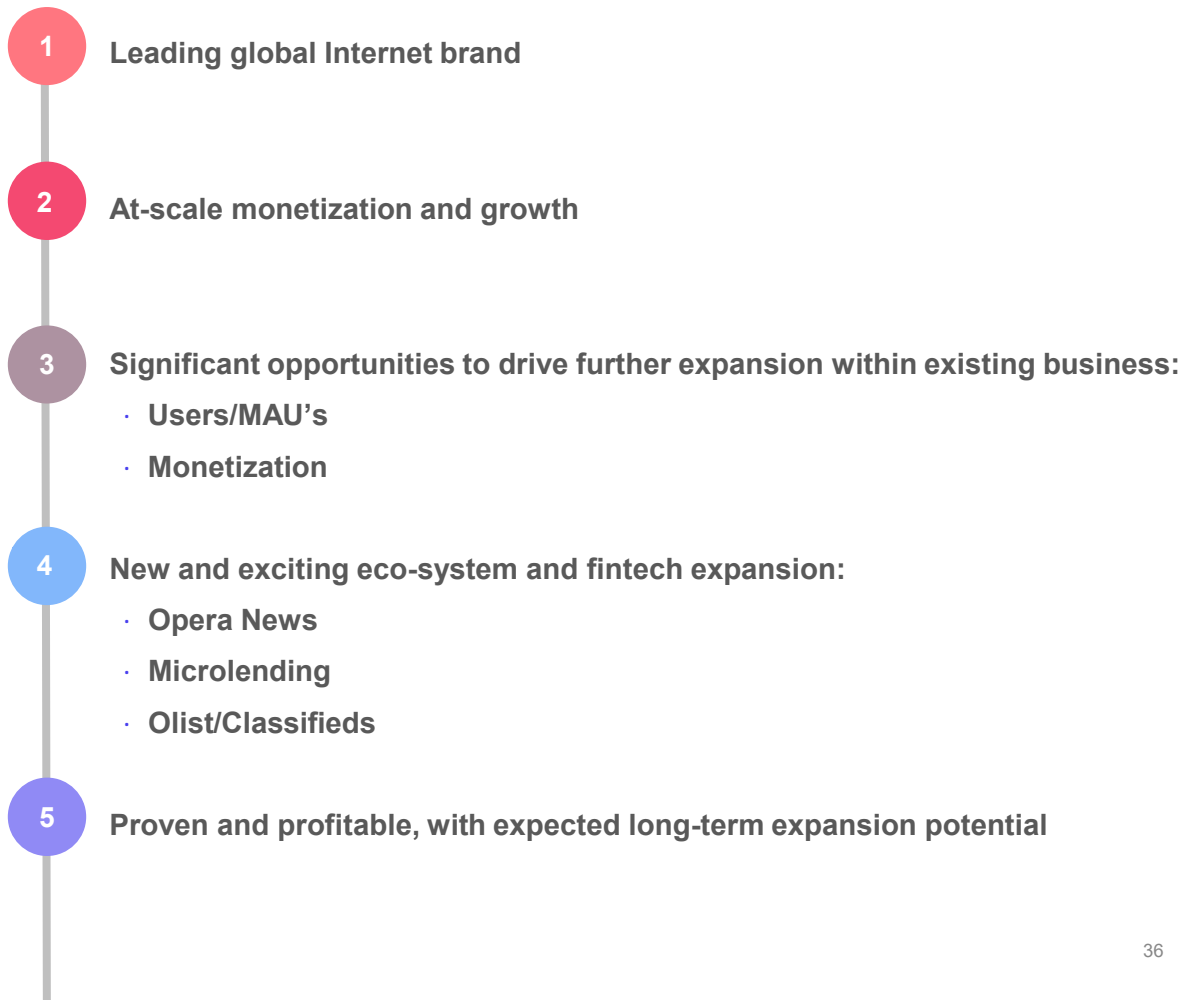 1
Leading global Internet brand
2
At-scale monetization and growth
3
Significant opportunities to drive further expansion within existing business:
· Users/MAU’s
· Monetization
4
New and exciting eco-system and fintech expansion:
· Opera News
· Microlending
· Olist/Classifieds
5
Proven and profitable, with expected long-term expansion potential
36